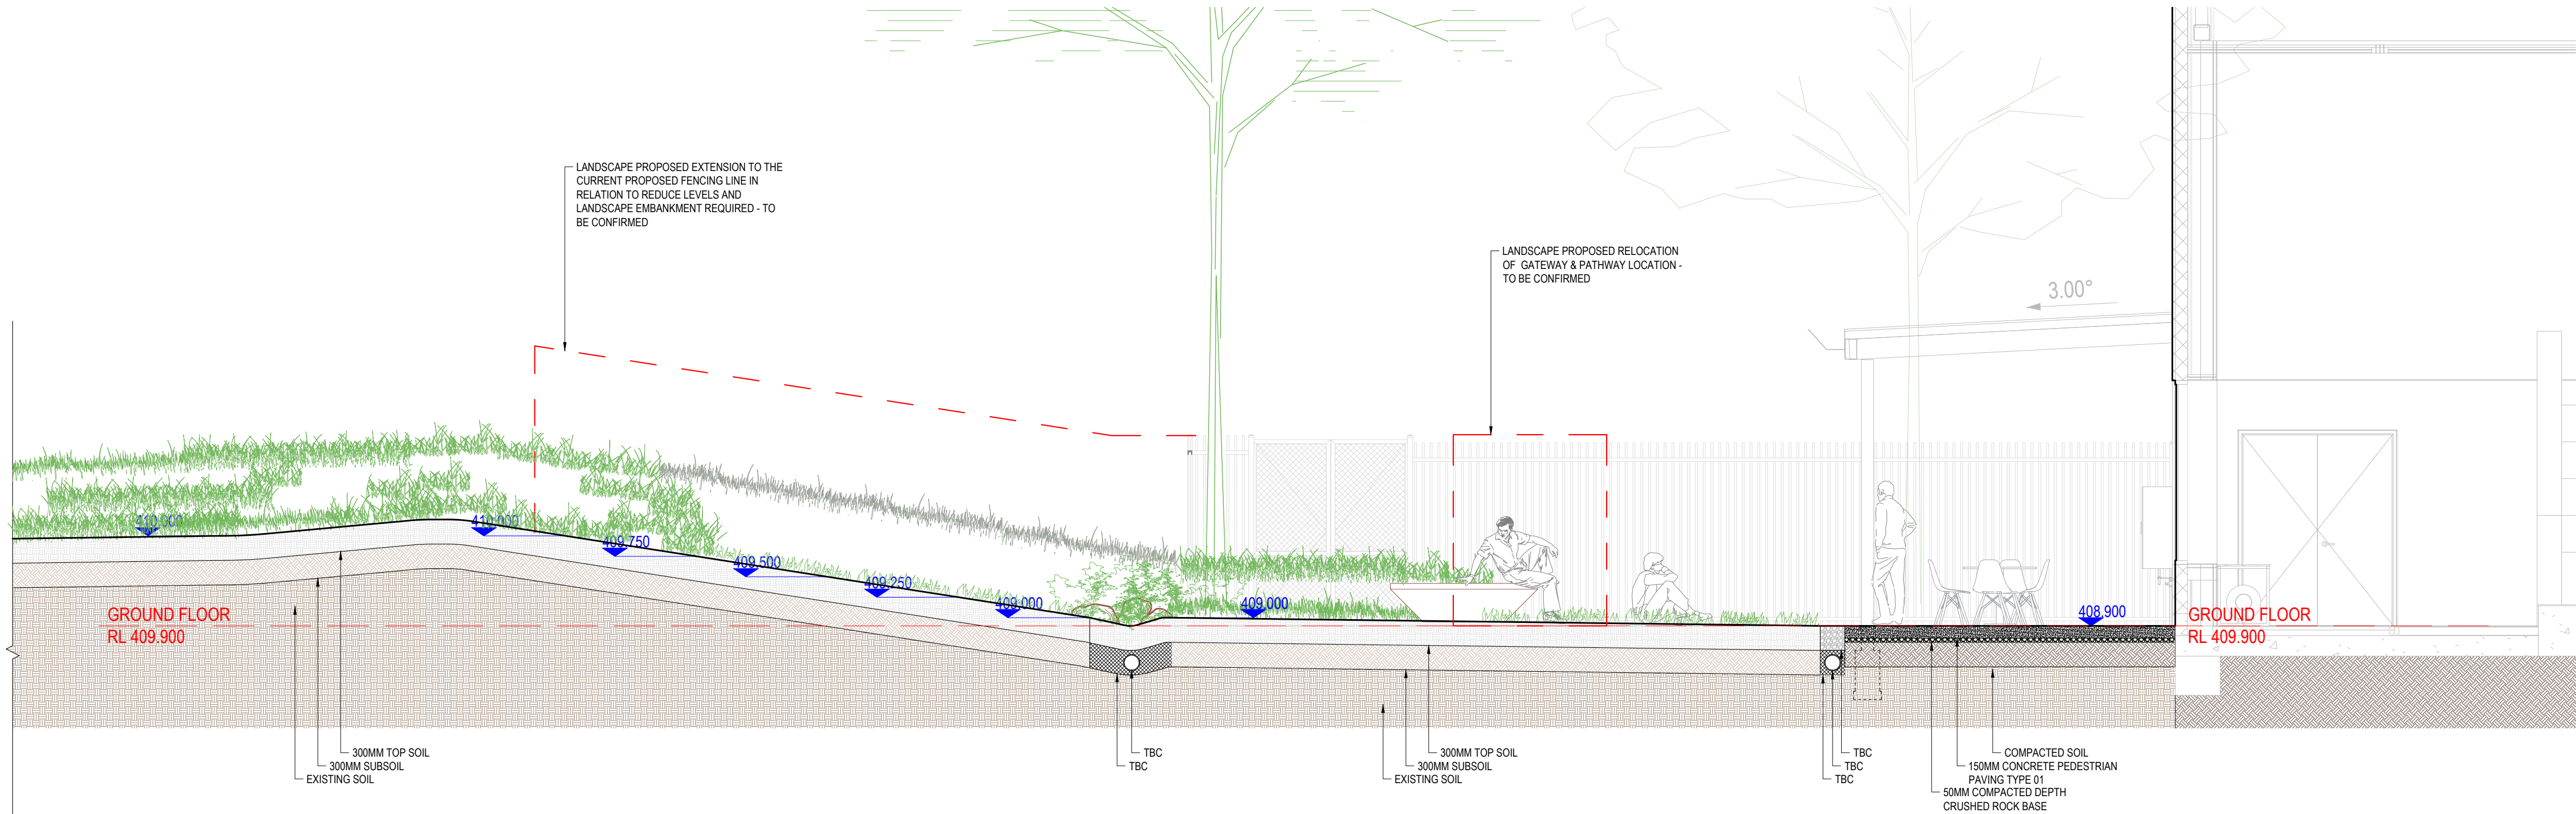 LANDSCAPE PROPOSED EXTENSION TO THE
CURRENT PROPOSED FENCING LINE IN
RELATION TO REDUCE LEVELS AND
LANDSCAPE EMBANKMENT REQUIRED - TO
BE CONFIRMED
LANDSCAPE PROPOSED RELOCATION
OF GATEWAY & PATHWAY LOCATION -
TO BE CONFIRMED
3.00°
410.000
410.000
409.750
409.500
409.250
409.000
409.000
408.900
GROUND FLOOR
RL 409.900
GROUND FLOOR
RL 409.900
300MM TOP SOIL
300MM SUBSOIL
EXISTING SOIL
TBC
TBC
300MM TOP SOIL
300MM SUBSOIL
EXISTING SOIL
TBC
TBC
TBC
COMPACTED SOIL
150MM CONCRETE PEDESTRIAN
PAVING TYPE 01
50MM COMPACTED DEPTH
CRUSHED ROCK BASE